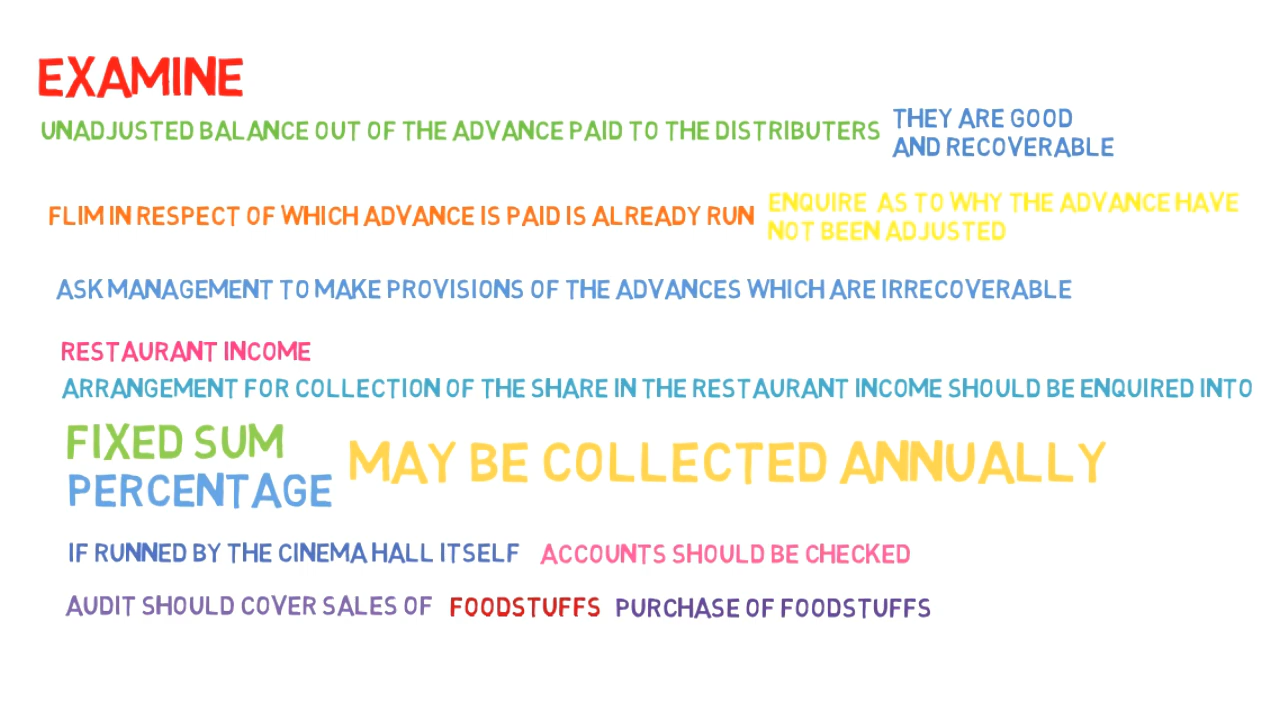 EXAMINE
UNADJUSTED BALANCE OUT OF THE ADVANCE PAID TO THE DISTRIBUTERS
THEY ARE GOOD
AND RECOVERABLE
FLIM IN RESPECT OF WHICH ADVANCE IS PAID IS ALREADY RUN
ENQUIRE AS TO WHY THE ADVANCE HAVE
NOT BEEN ADJUSTED
ASK MANAGEMENT TO MAKE PROVISIONS OF THE ADVANCES WHICH ARE IRRECOVERABLE
RESTAURANT INCOME
ARRANGEMENT FOR COLLECTION OF THE SHARE IN THE RESTAURANT INCOME SHOULD BE ENQUIRED INTO
FIXED SUM
PERCENTAGE
MAY BE COLLECTED ANNUALLY
IF RUNNED BY THE CINEMA HALL ITSELF ACCOUNTS SHOULD BE CHECKED
AUDIT SHOULD COVER SALES OF FOODSTUFFS PURCHASE OF FOODSTUFFS